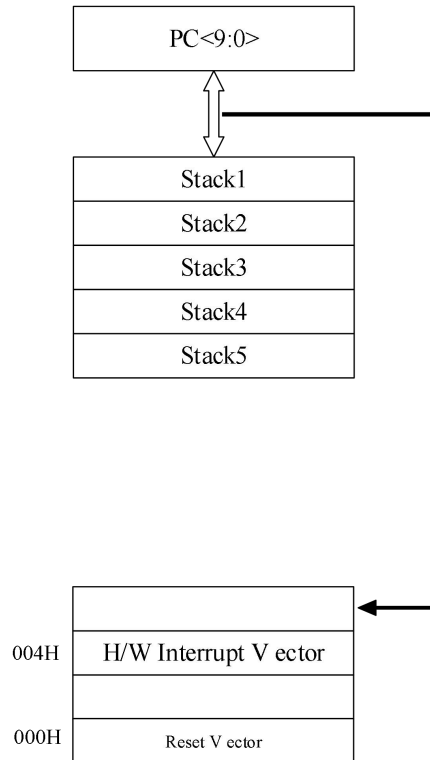 PC<9:0>
Stack1
Stack2
Stack3
Stack4
Stack5
004H H/W Interrupt V ector
000H Reset V ector